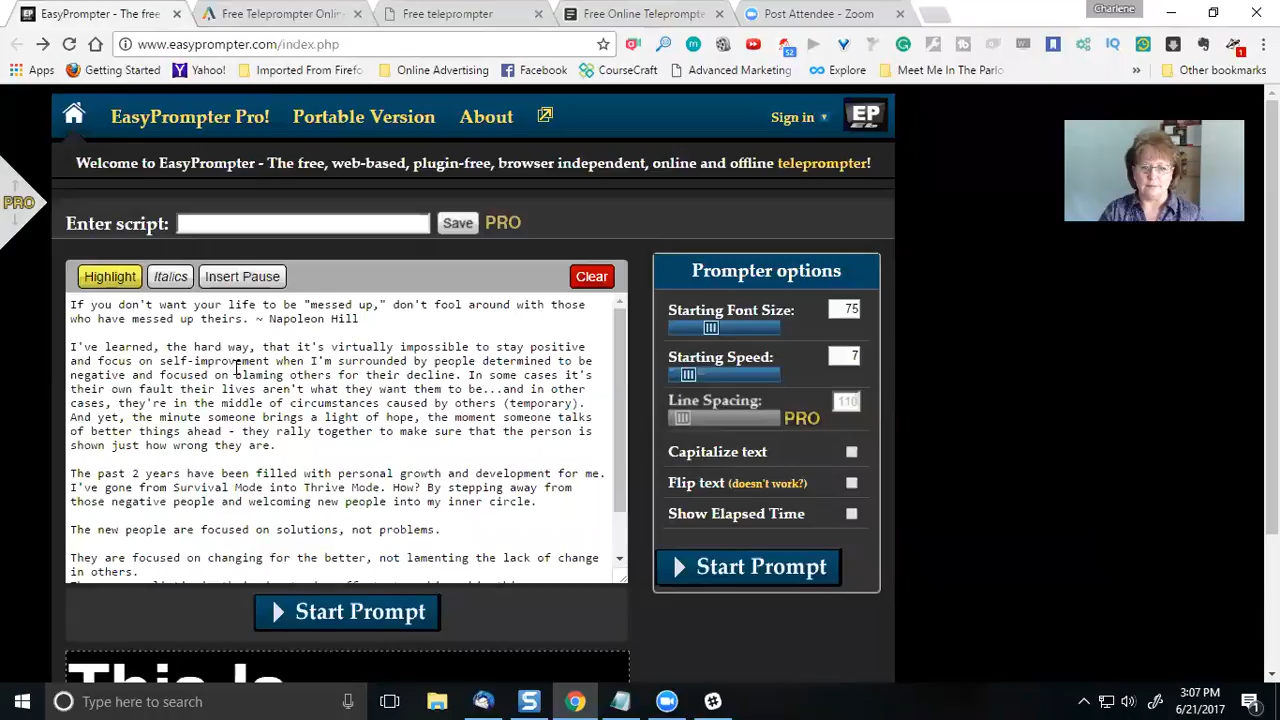 EasyPrompter - The free
Free Teleprompter Onlin
Free teleprompter
Free Online Teleprompte
Post Attendee - Zoom
Charlene
www.easyprompter.com/index.php
52
IQ
1
Apps
Getting Started
Yahoo!
Imported From Firefo
Online Advertising
Facebook
CourseCraft
Advanced Marketing
Explore
Meet Me In The Parlo
»
Other bookmarks
EasyPrompter Pro!
Portable Version
About
Sign in
EP
Welcome to EasyPrompter - The free, web-based, plugin-free, browser independent, online and offline teleprompter!
PRO
Enter script:
Save
PRO
Highlight
Italics
Insert Pause
Clear
If you don't want your life to be "messed up," don't fool around with those
who have messed up theirs. ~ Napoleon Hill
I've learned, the hard way, that it's virtually impossible to stay positive
and focus on self-improvement when I'm surrounded by people determined to be
negative and focused on blaming others for their decline. In some cases it's
their own fault their lives aren't what they want them to be...and in other
cases, they're in the middle of circumstances caused by others (temporary).
And yet, the minute someone brings a light of hope, the moment someone talks
of better things ahead - they rally together to make sure that the person is
shown just how wrong they are.
The past 2 years have been filled with personal growth and development for me.
I've gone from Survival Mode into Thrive Mode. How? By stepping away from
those negative people and welcoming new people into my inner circle.
The new people are focused on solutions, not problems.
They are focused on changing for the better, not lamenting the lack of change
in others.
Start Prompt
This Is
Prompter options
Starting Font Size:
75
Starting Speed:
7
Line Spacing:
110
PRO
Capitalize text
Flip text (doesn't work?)
Show Elapsed Time
Start Prompt
Type here to search
3:07 PM
6/21/2017
1